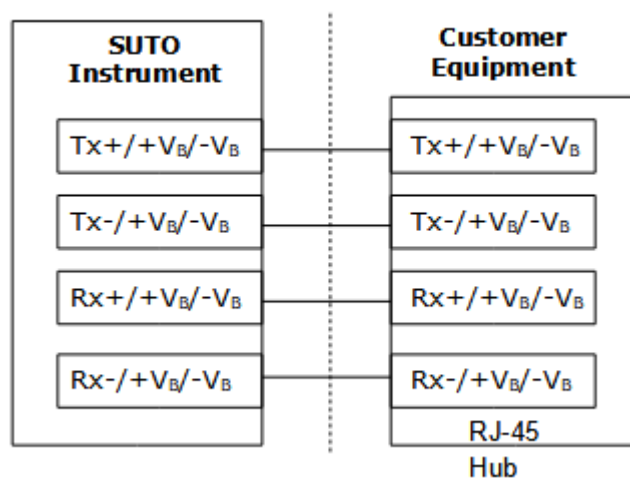 SUTO
Instrument
Customer
Equipment
Tx+/+VB/-VB
Tx+/+VB/-VB
Tx-/+VB/-VB
Tx-/+VB/-VB
Rx+/+VB/-VB
Rx+/+VB/-VB
Rx-/+VB/-VB
Rx-/+VB/-VB
RJ-45
Hub